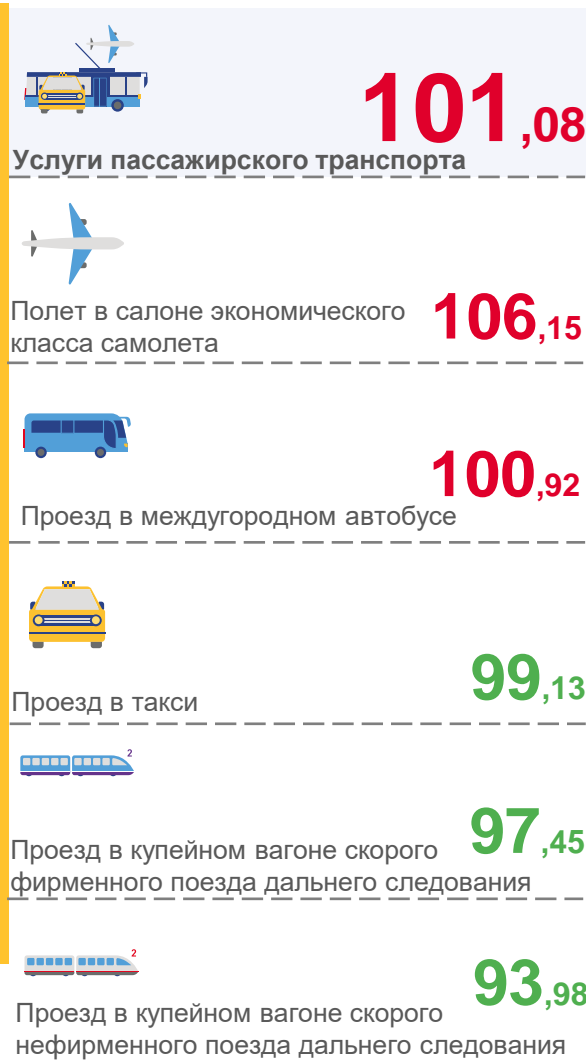 101,08
Услуги пассажирского транспорта
Полет в салоне экономического
класса самолета
106,15
100,92
Проезд в междугородном автобусе
99,13
Проезд в такси
2
97,45
Проезд в купейном вагоне скорого
фирменного поезда дальнего следования
2
93,98
Проезд в купейном вагоне скорого
нефирменного поезда дальнего следования